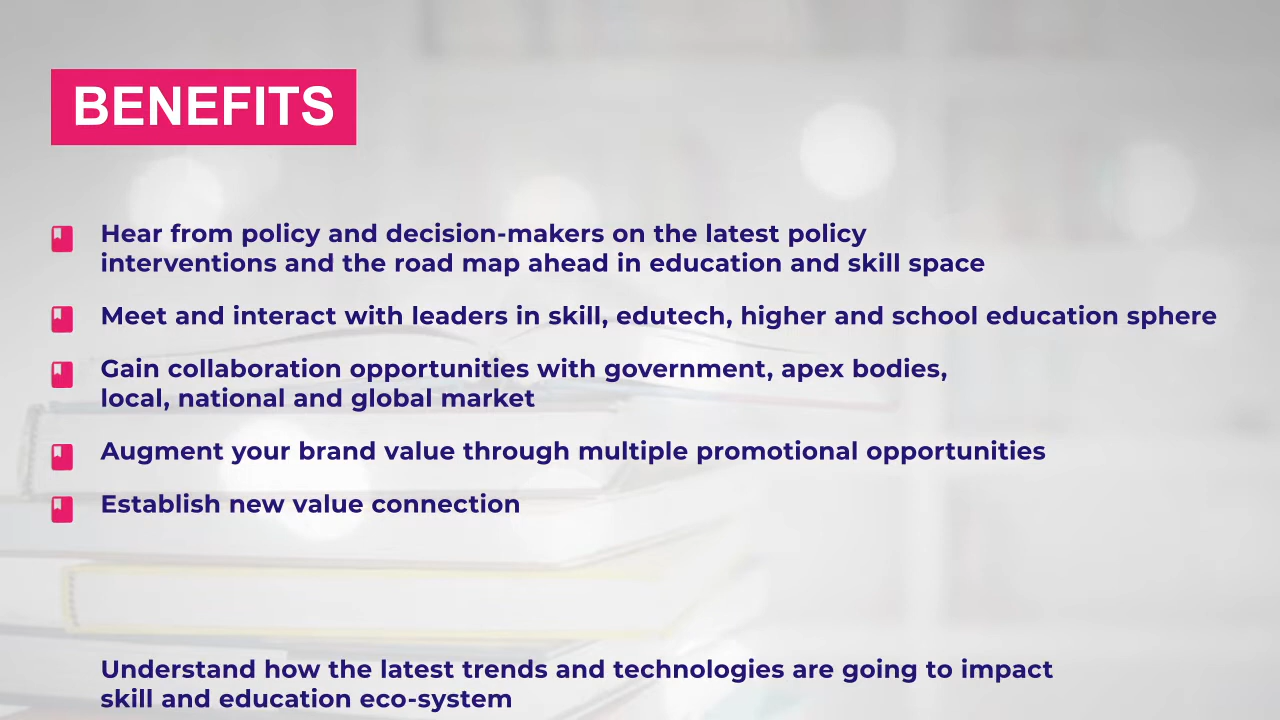 BENEFITS
Hear from policy and decision-makers on the latest policy
interventions and the road map ahead in education and skill space
Meet and interact with leaders in skill, edutech, higher and school education sphere
Gain collaboration opportunities with government, apex bodies,
local, national and global market
Augment your brand value through multiple promotional opportunities
Establish new value connection
Understand how the latest trends and technologies are going to impact
skill and education eco-system